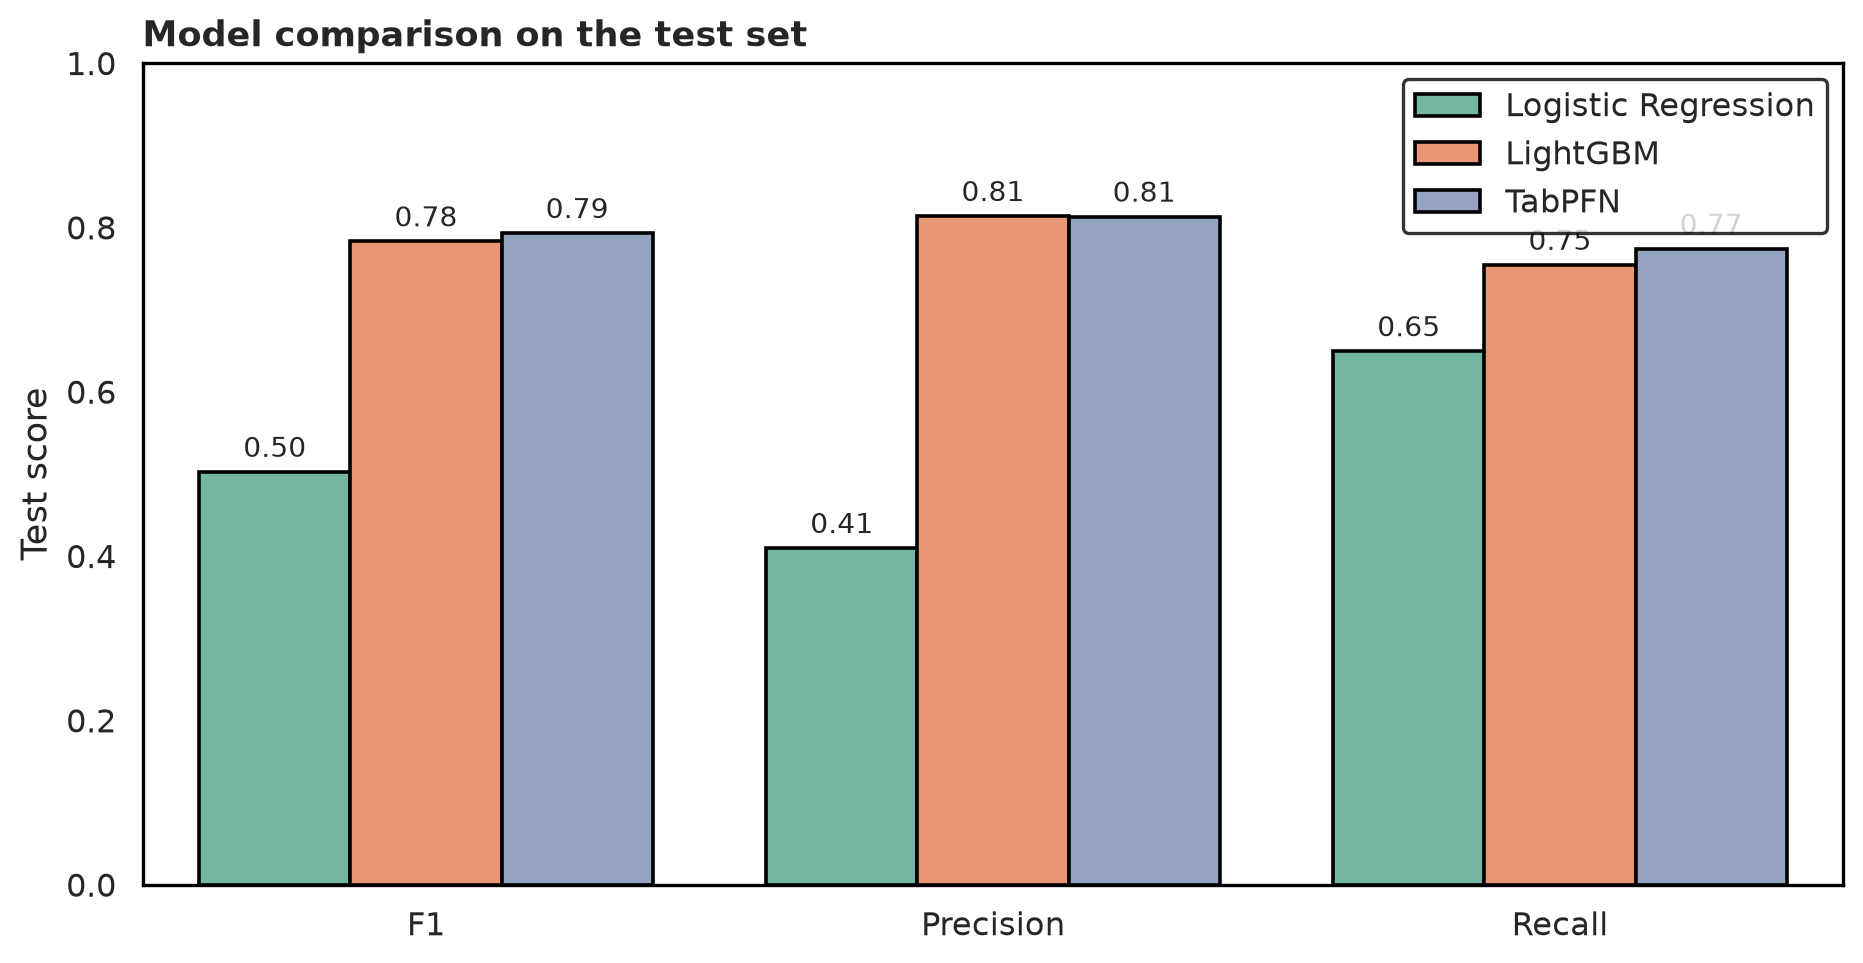 Model comparison on the test set
1.0
0.8
0.6
0.4
0.2
0.0
Test score
Logistic Regression
LightGBM
TabPFN
0.50
0.78
0.79
0.41
0.81
0.81
0.65
0.75
0.77
F1
Precision
Recall